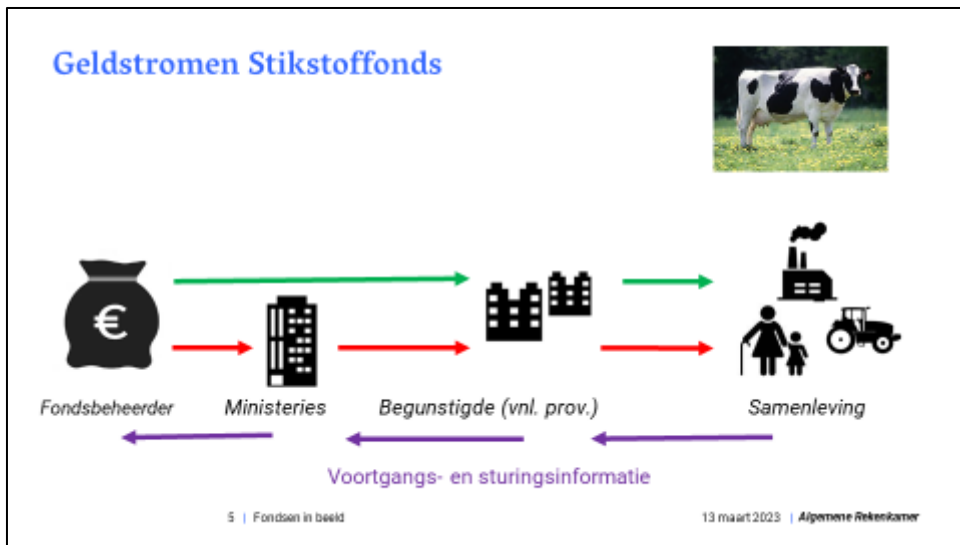 Geldstromen Stikstoffonds
€
Fondsbeheerder Ministeries Begunstigde (vnl. prov.) Samenleving
Voortgangs- en sturingsinformatie
5 | Fondsen in beeld 13 maart 2023 | Algemene Rekenkamer